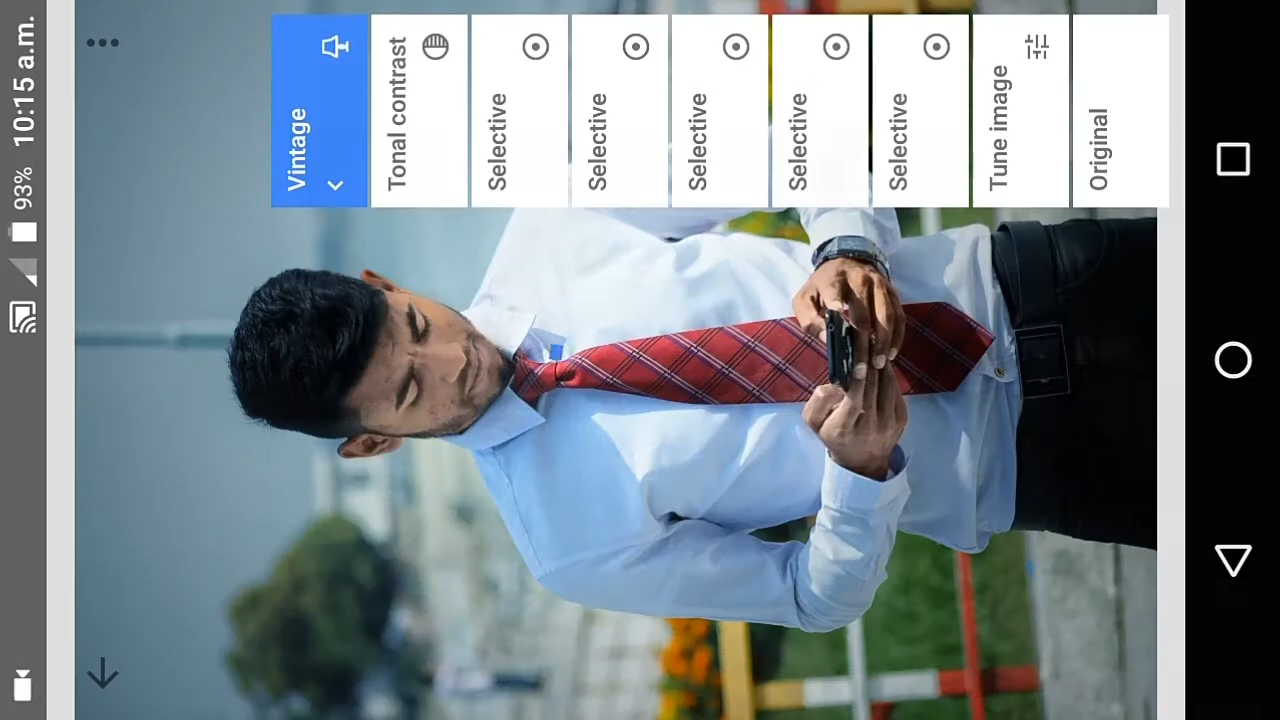 93% 10:15 a.m.
Vintage
Tonal contrast
Selective
Selective
Selective
Selective
Selective
Tune image
Original